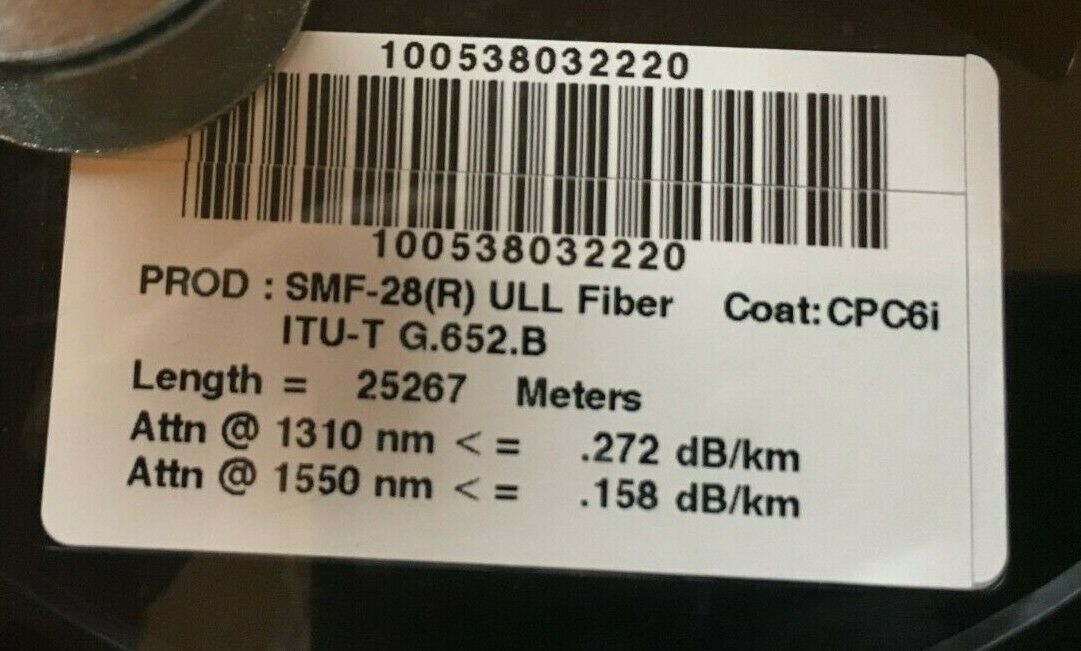 100538032220
100538032220
PROD : SMF-28(R) ULL Fiber Coat:CPC6i
ITU-T G.652.B
Length = 25267 Meters
Attn @ 1310 nm < = .272 dB/km
Attn @ 1550 nm < = .158 dB/km